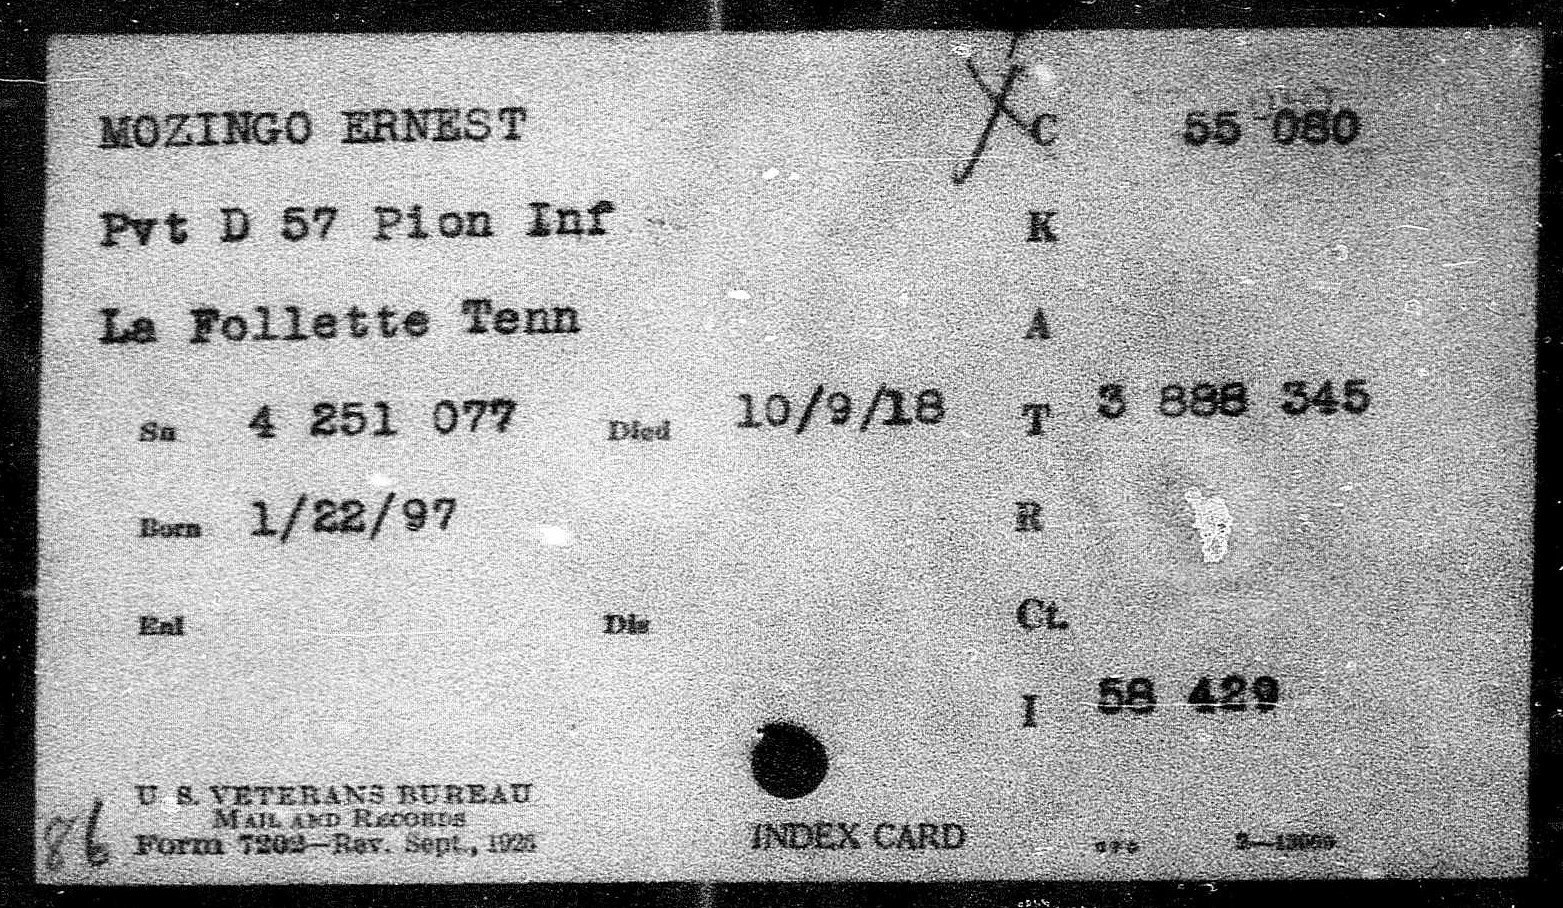 MOZINGO ERNEST C 55 080
Pvt D 57 Pion Inf K
La Follette Tenn A
Sn 4 251 077 Died 10/9/18 T 3 888 345
Born 1/22/97 R
Enl Dis Ct.
I 58 429
U. S. VETERANS BUREAU
MAIL AND RECORDS
Form 7202—Rev. Sept.,
INDEX CARD
86